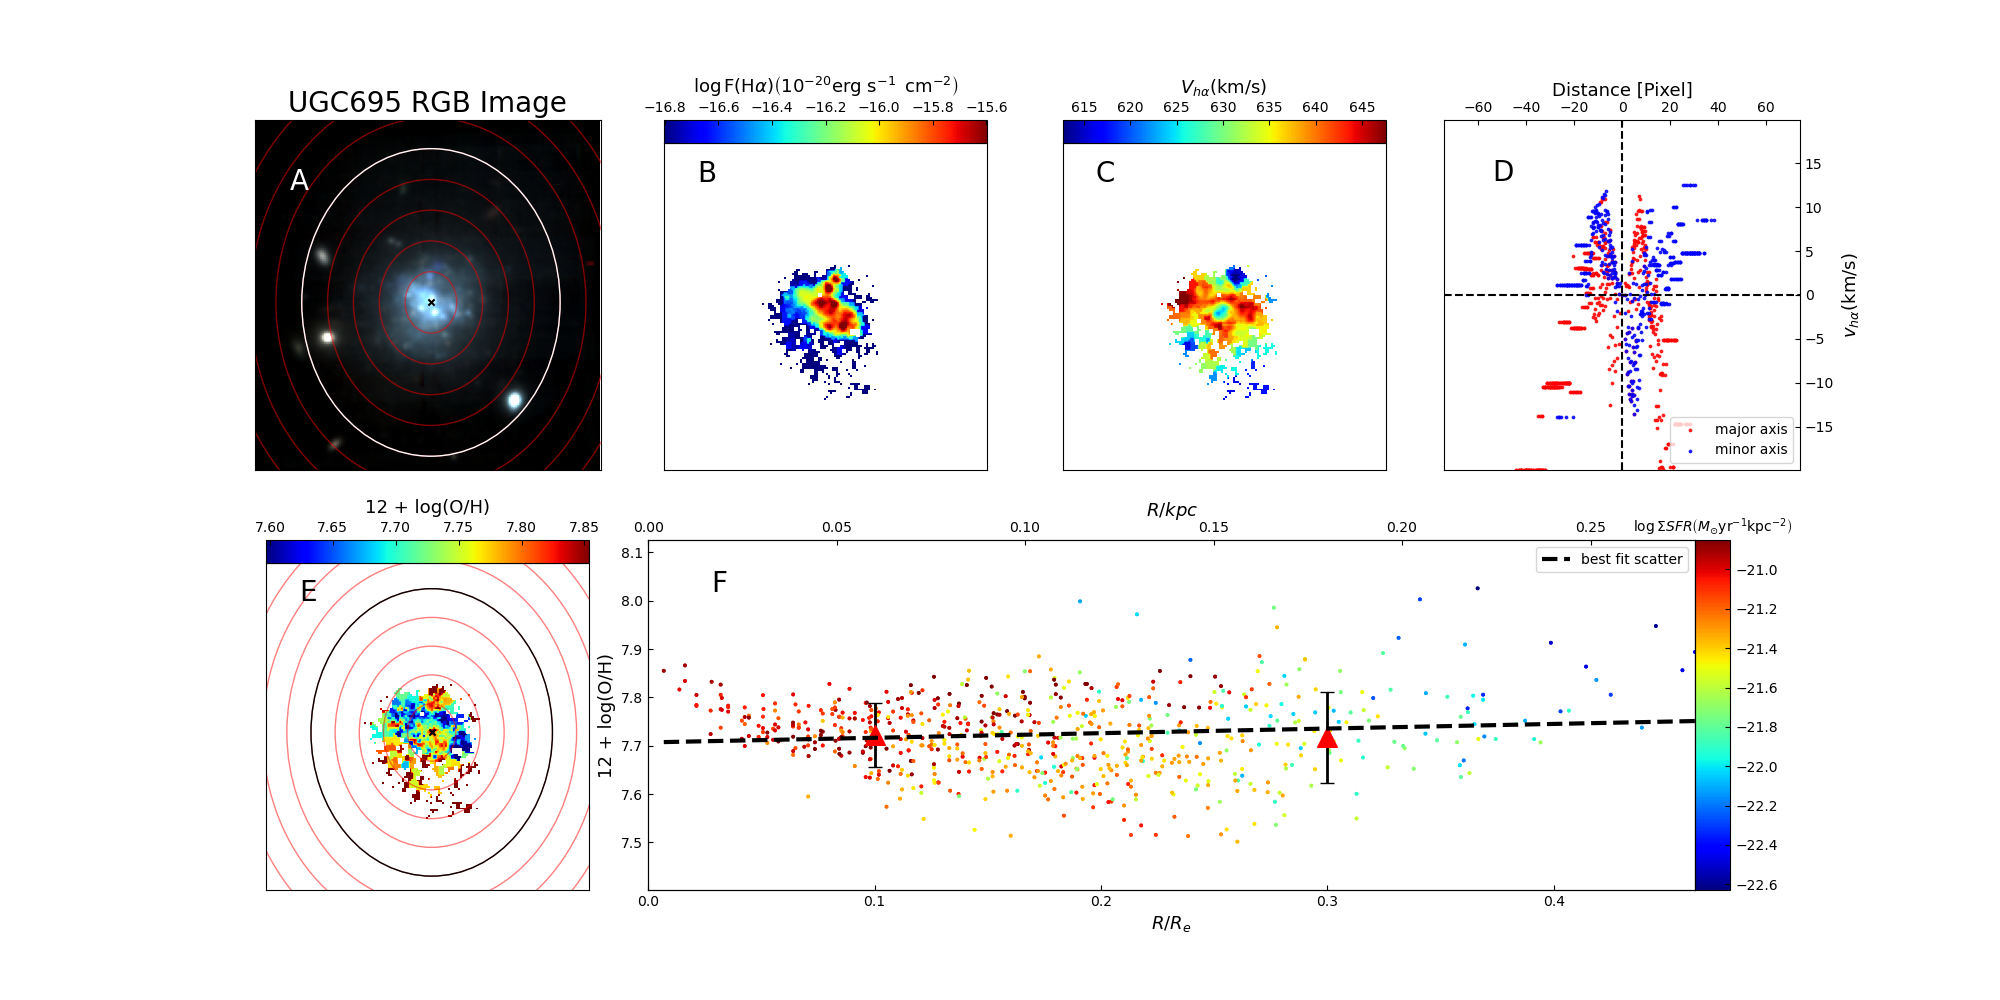 UGC695 RGB Image
A
log F(Hα)(10⁻²⁰erg s⁻¹ cm⁻²)
−16.8 −16.6 −16.4 −16.2 −16.0 −15.8 −15.6
B
V_{hα}(km/s)
615 620 625 630 635 640 645
C
Distance [Pixel]
−60 −40 −20 0 20 40 60
D
15
10
5
0
−5
−10
−15
v_{hα}(km/s)
major axis
minor axis
12 + log(O/H)
7.60 7.65 7.70 7.75 7.80 7.85
E
R/kpc
0.00 0.05 0.10 0.15 0.20 0.25
F
best fit scatter
12 + log(O/H)
8.1
8.0
7.9
7.8
7.7
7.6
7.5
0.0 0.1 0.2 0.3 0.4
R/R_e
log ΣSFR(M_⊙yr⁻¹kpc⁻²)
−21.0
−21.2
−21.4
−21.6
−21.8
−22.0
−22.2
−22.4
−22.6